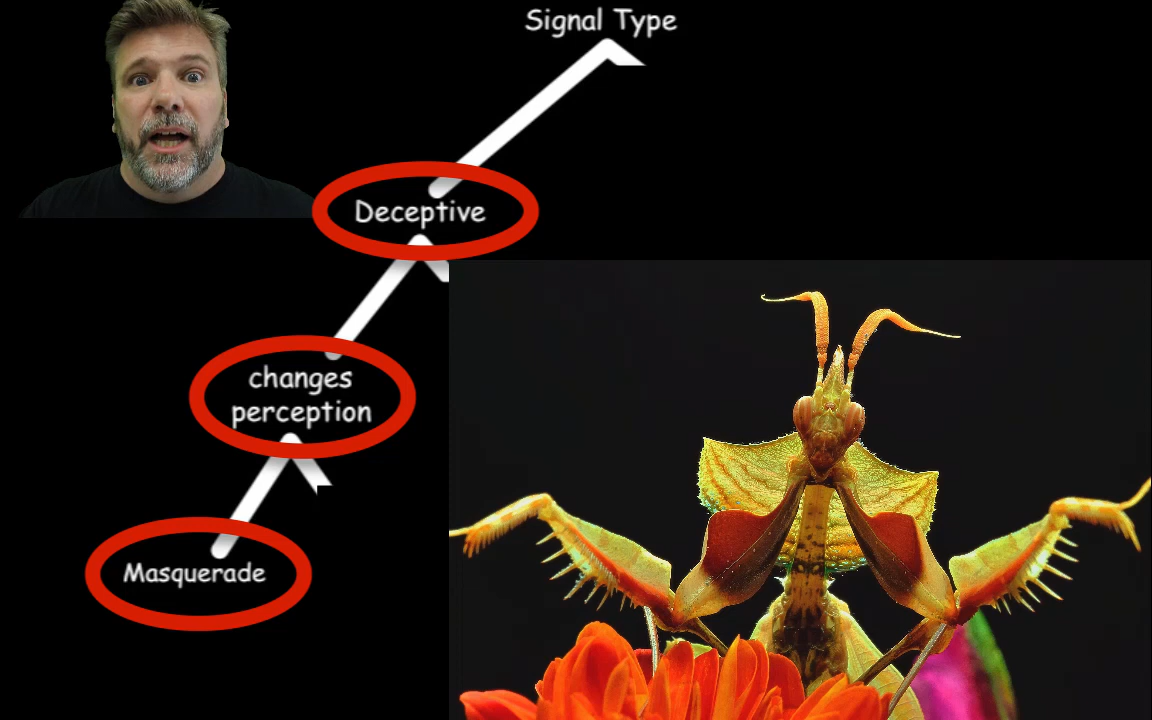 Signal Type
Deceptive
changes
perception
Masquerade